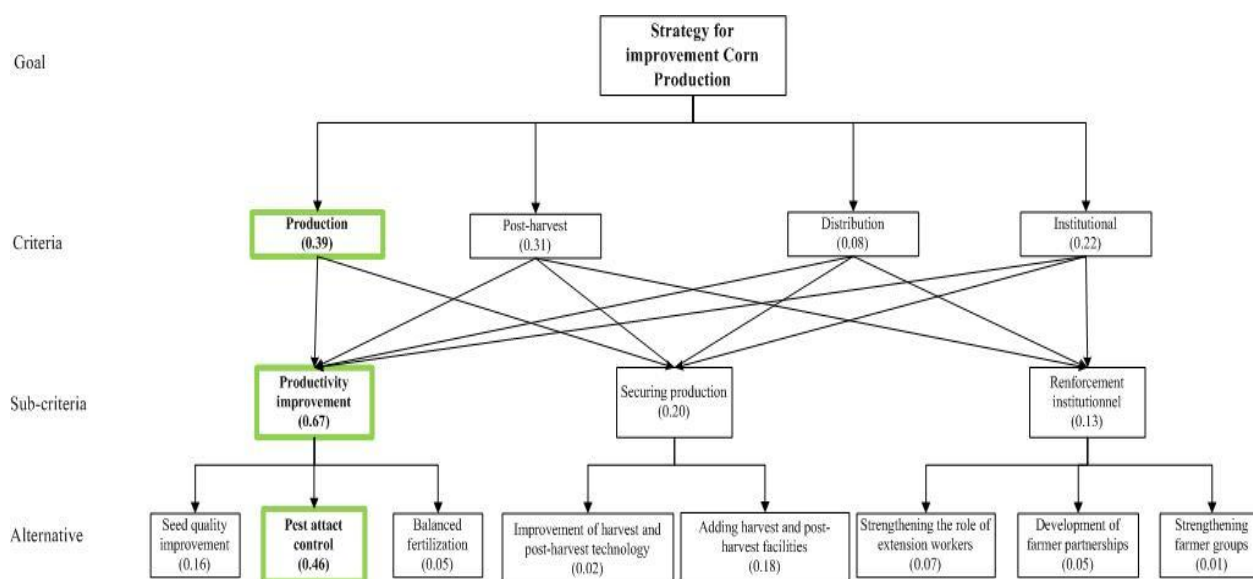 Goal
Strategy for
improvement Corn
Production
Criteria
Production
(0.39)
Post-harvest
(0.31)
Distribution
(0.08)
Institutional
(0.22)
Sub-criteria
Productivity
improvement
(0.67)
Securing production
(0.20)
Renforcement
institutionnel
(0.13)
Alternative
Seed quality
improvement
(0.16)
Pest attact
control
(0.46)
Balanced
fertilization
(0.05)
Improvement of harvest and
post-harvest technology
(0.02)
Adding harvest and post-
harvest facilities
(0.18)
Strengthening the role of
extension workers
(0.07)
Development of
farmer partnerships
(0.05)
Strengthening
farmer groups
(0.01)